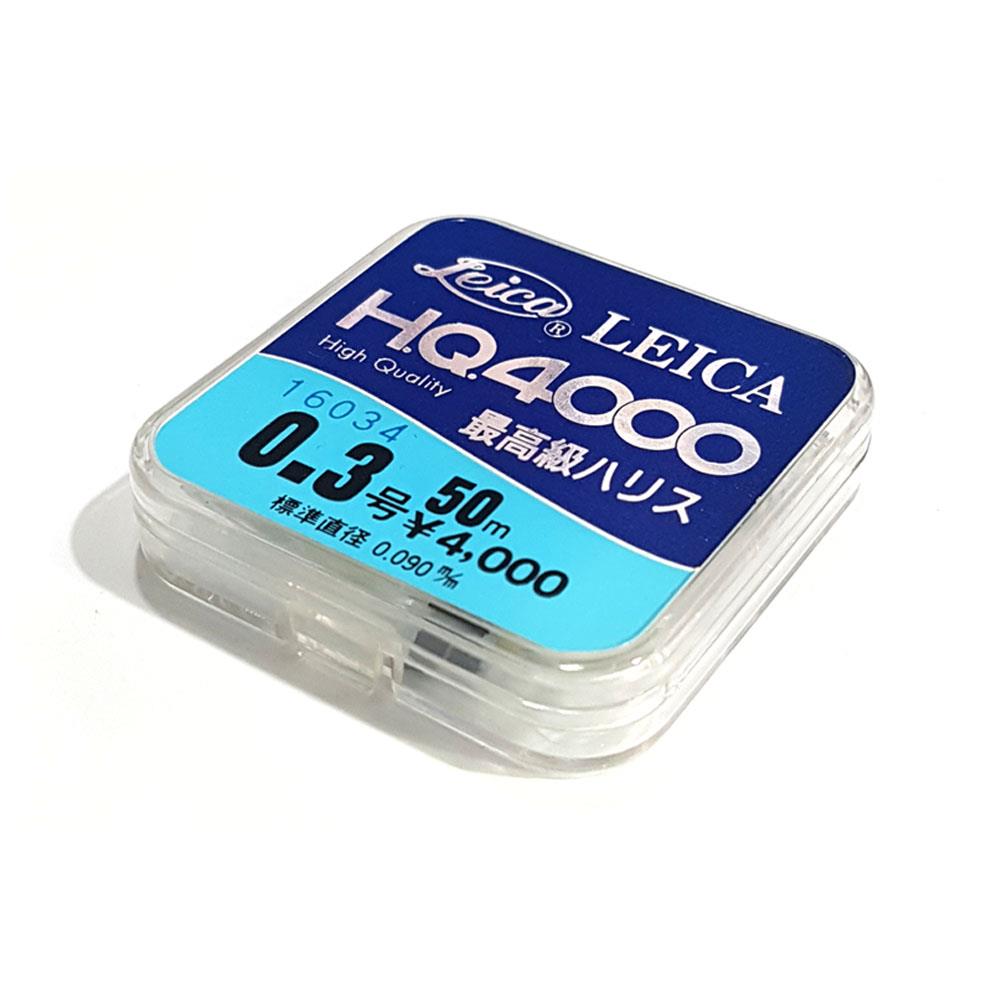 Leica ®
LEICA
H.Q.4000
High Quality
最高級ハリス
16034
0.3号 50m
¥4,000
標準直径 0.090 m/m